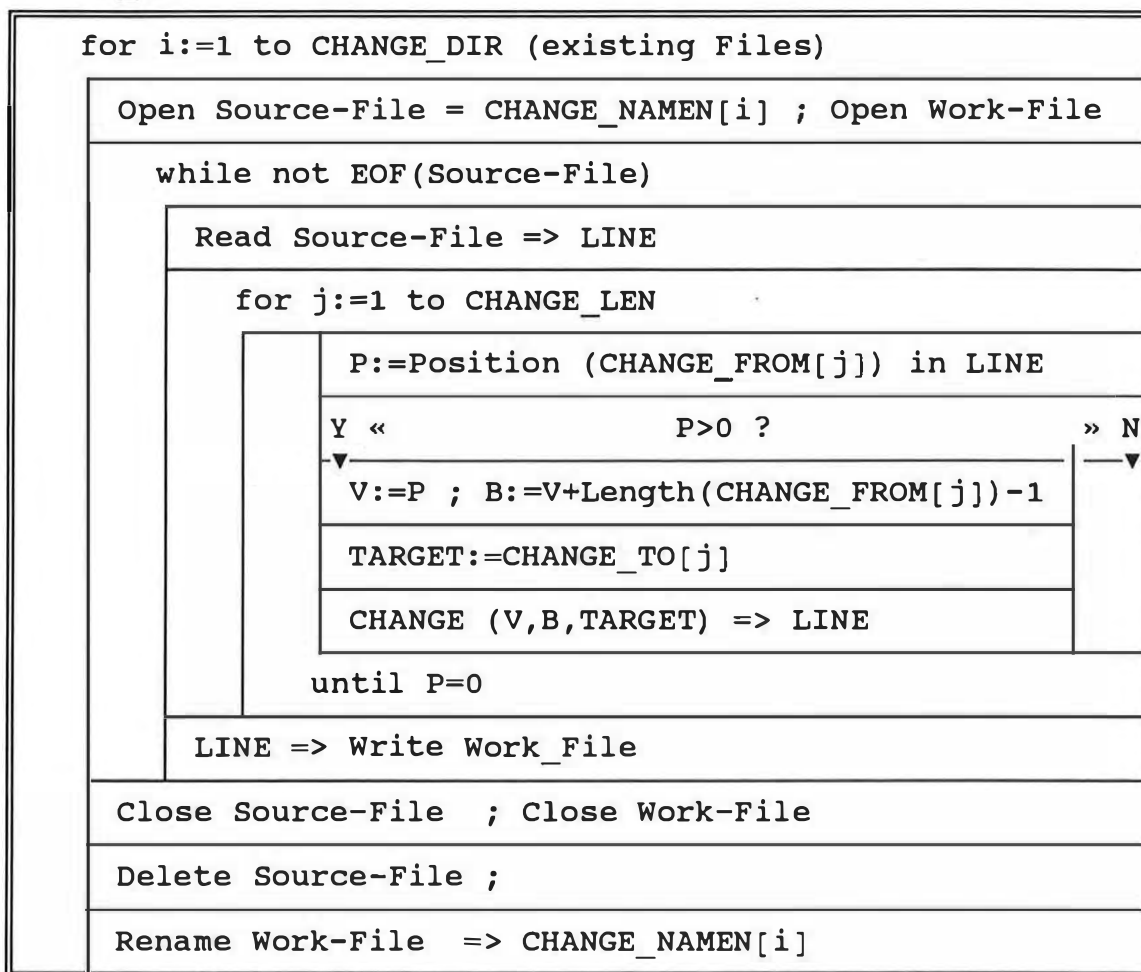 for i:=1 to CHANGE_DIR (existing Files)
Open Source-File = CHANGE_NAMEN[i] ; Open Work-File
while not EOF(Source-File)
Read Source-File => LINE
for j:=1 to CHANGE_LEN
P:=Position (CHANGE_FROM[j]) in LINE
Y « P>0 ? » N
V:=P ; B:=V+Length(CHANGE_FROM[j])-1
TARGET:=CHANGE_TO[j]
CHANGE (V,B,TARGET) => LINE
until P=0
LINE => Write Work_File
Close Source-File ; Close Work-File
Delete Source-File ;
Rename Work-File => CHANGE_NAMEN[i]